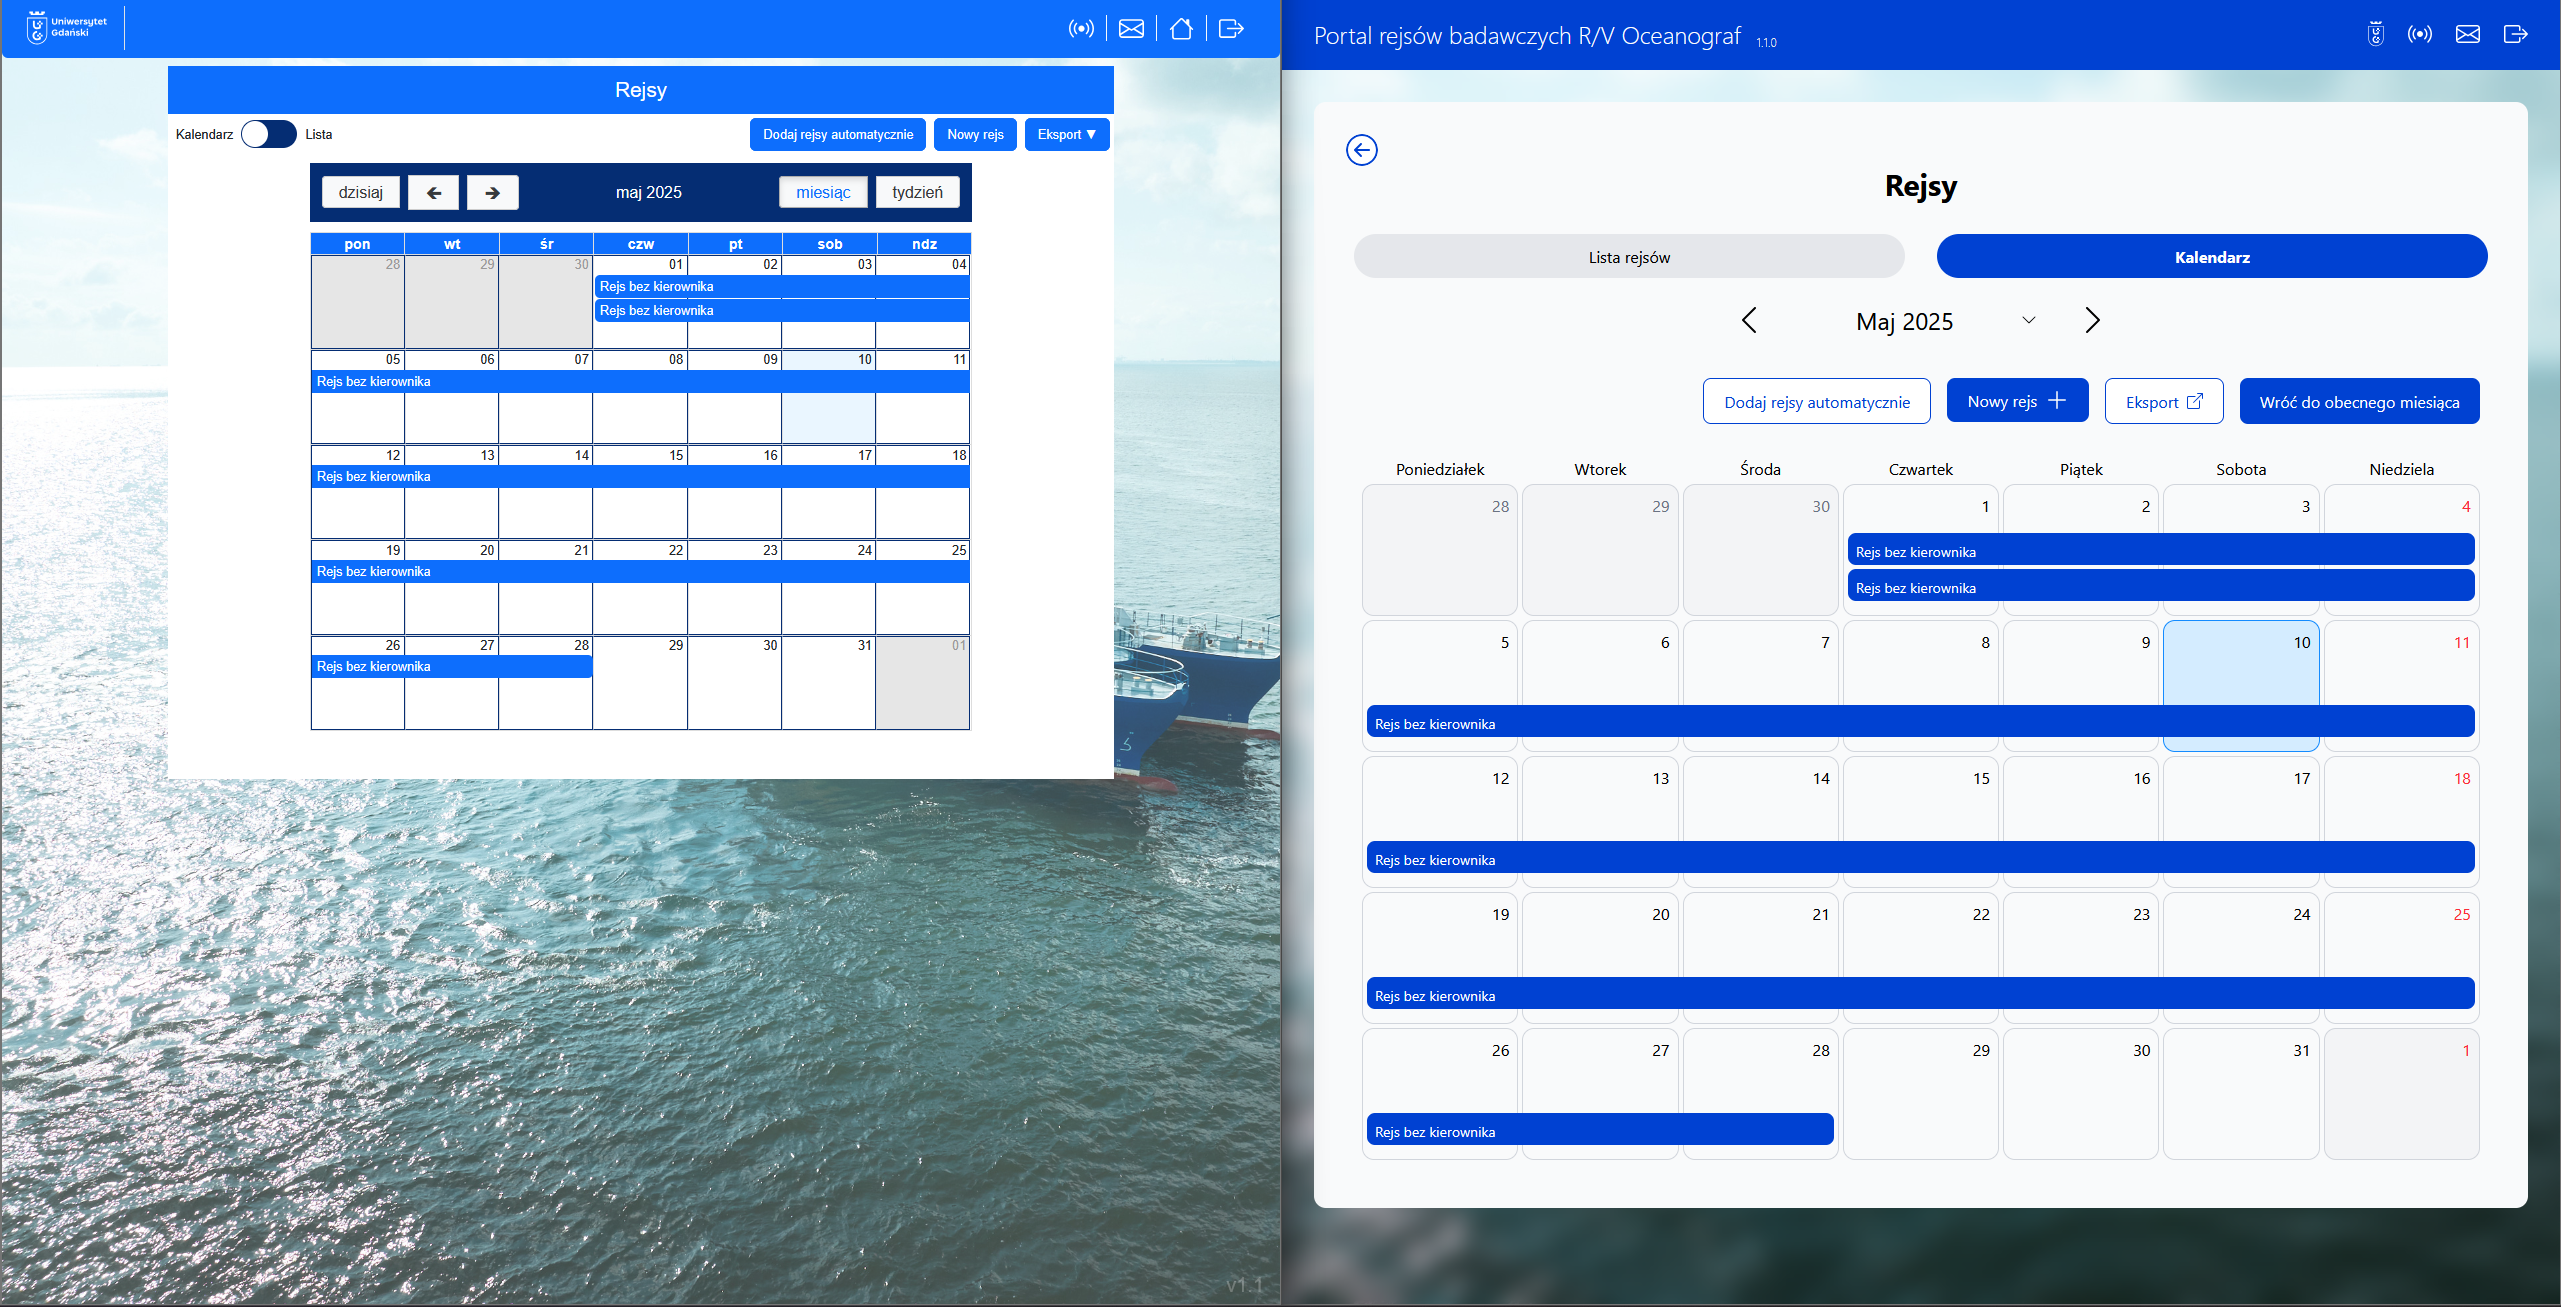 Uniwersytet
Gdański
Rejsy
Kalendarz Lista
Dodaj rejsy automatycznie Nowy rejs Eksport ▼
dzisiaj 🡨 🡪 maj 2025 miesiąc tydzień
pon wt śr czw pt sob ndz
28 29 30 01 02 03 04
Rejs bez kierownika
Rejs bez kierownika
05 06 07 08 09 10 11
Rejs bez kierownika
12 13 14 15 16 17 18
Rejs bez kierownika
19 20 21 22 23 24 25
Rejs bez kierownika
26 27 28 29 30 31 01
Rejs bez kierownika
v1.1
Portal rejsów badawczych R/V Oceanograf 1.1.0
Rejsy
Lista rejsów Kalendarz
Maj 2025
Dodaj rejsy automatycznie Nowy rejs Eksport Wróć do obecnego miesiąca
Poniedziałek Wtorek Środa Czwartek Piątek Sobota Niedziela
28 29 30 1 2 3 4
Rejs bez kierownika
Rejs bez kierownika
5 6 7 8 9 10 11
Rejs bez kierownika
12 13 14 15 16 17 18
Rejs bez kierownika
19 20 21 22 23 24 25
Rejs bez kierownika
26 27 28 29 30 31 1
Rejs bez kierownika